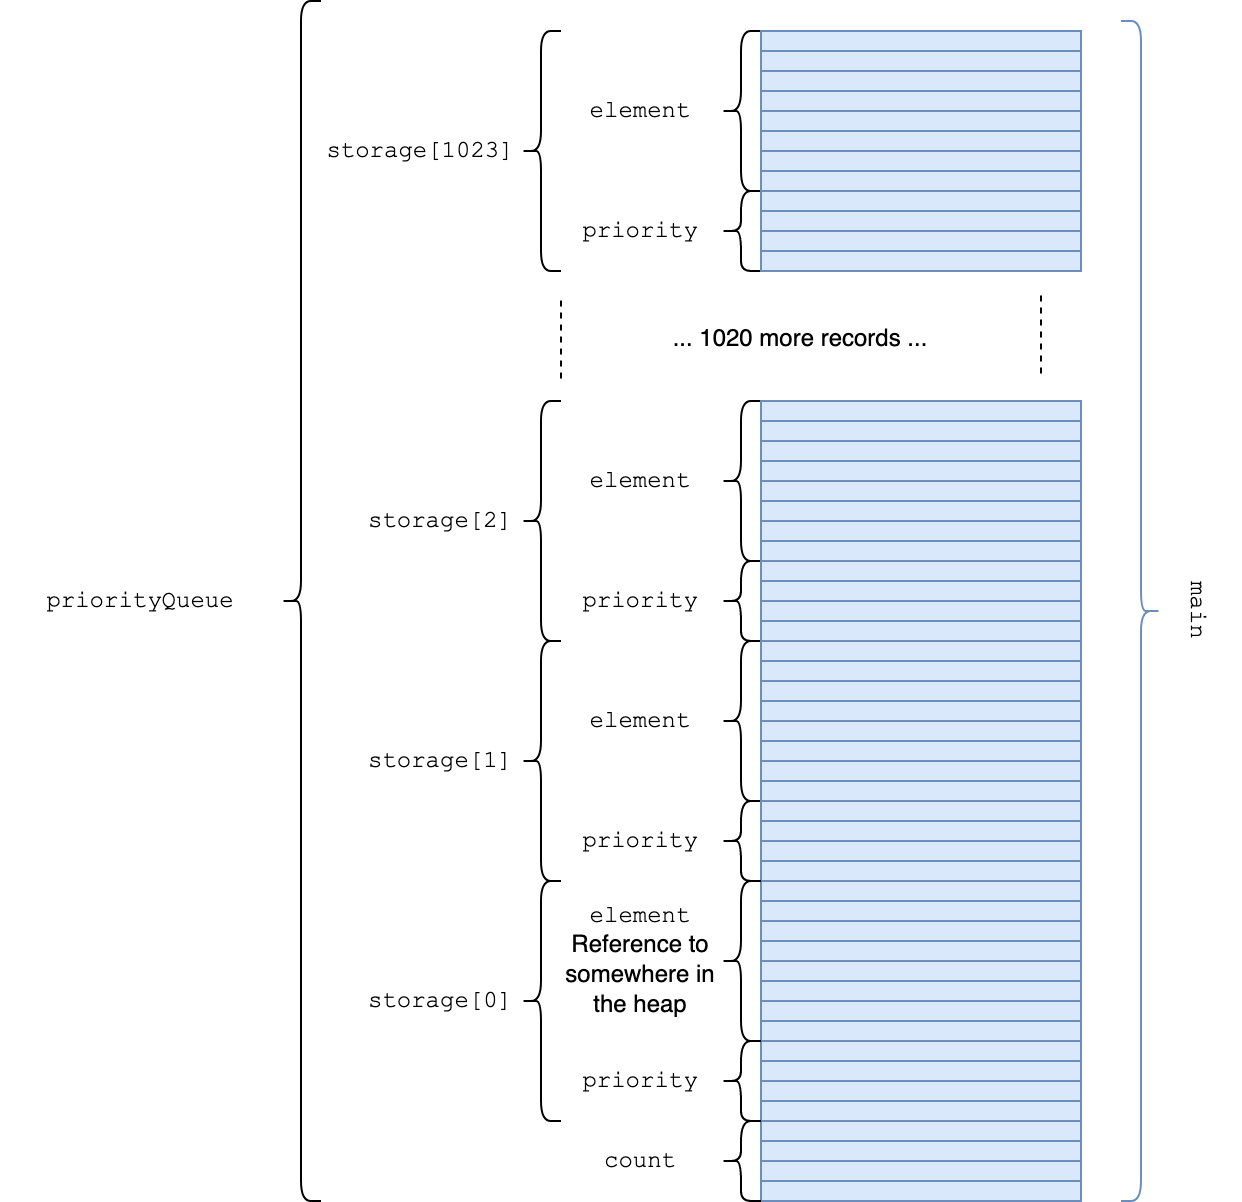 element
storage[1023]
priority
... 1020 more records ...
element
storage[2]
priority
priorityQueue
main
element
storage[1]
priority
element
Reference to
somewhere in
the heap
storage[0]
priority
count